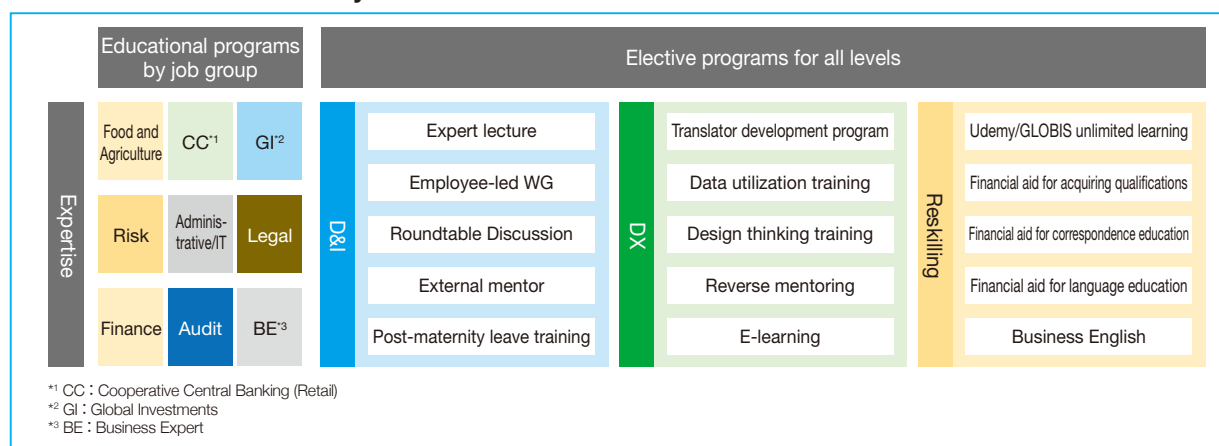 Educational programs
by job group
Elective programs for all levels
Expertise
Food and
Agriculture
CC*1
GI*2
Risk
Adminis-
trative/IT
Legal
Finance
Audit
BE*3
D&I
Expert lecture
Employee-led WG
Roundtable Discussion
External mentor
Post-maternity leave training
DX
Translator development program
Data utilization training
Design thinking training
Reverse mentoring
E-learning
Reskilling
Udemy/GLOBIS unlimited learning
Financial aid for acquiring qualifications
Financial aid for correspondence education
Financial aid for language education
Business English
*1 CC：Cooperative Central Banking (Retail)
*2 GI：Global Investments
*3 BE：Business Expert